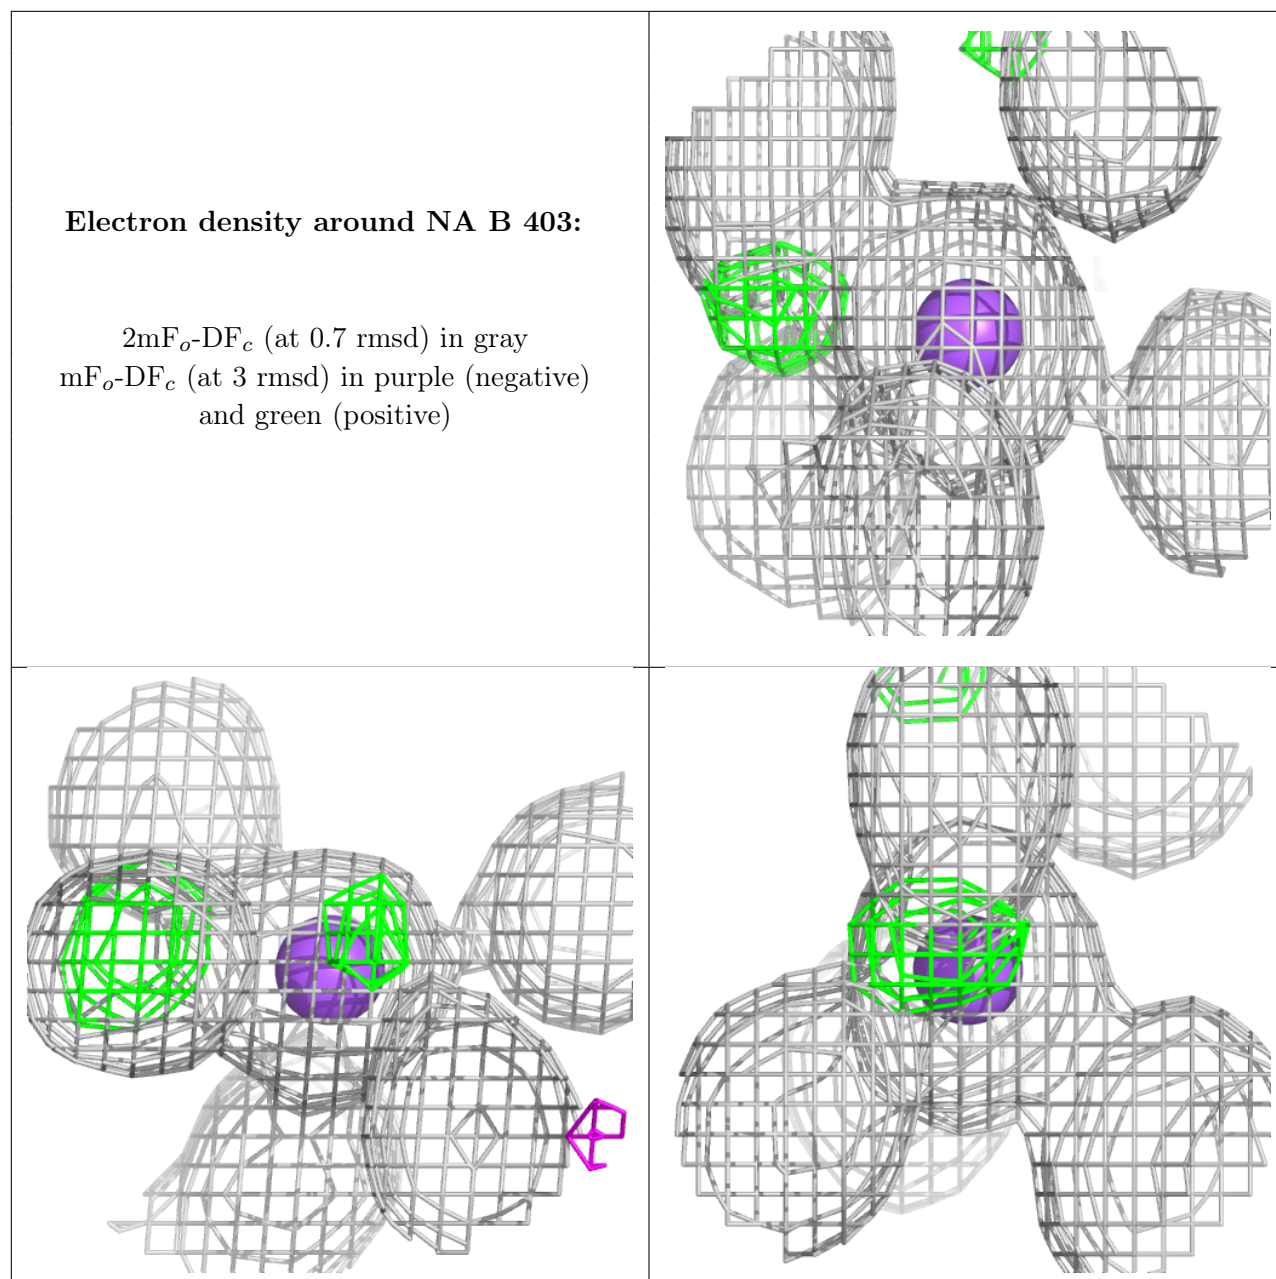 Electron density around NA B 403:
2mFₒ-DF𝒸 (at 0.7 rmsd) in gray
mFₒ-DF𝒸 (at 3 rmsd) in purple (negative)
and green (positive)